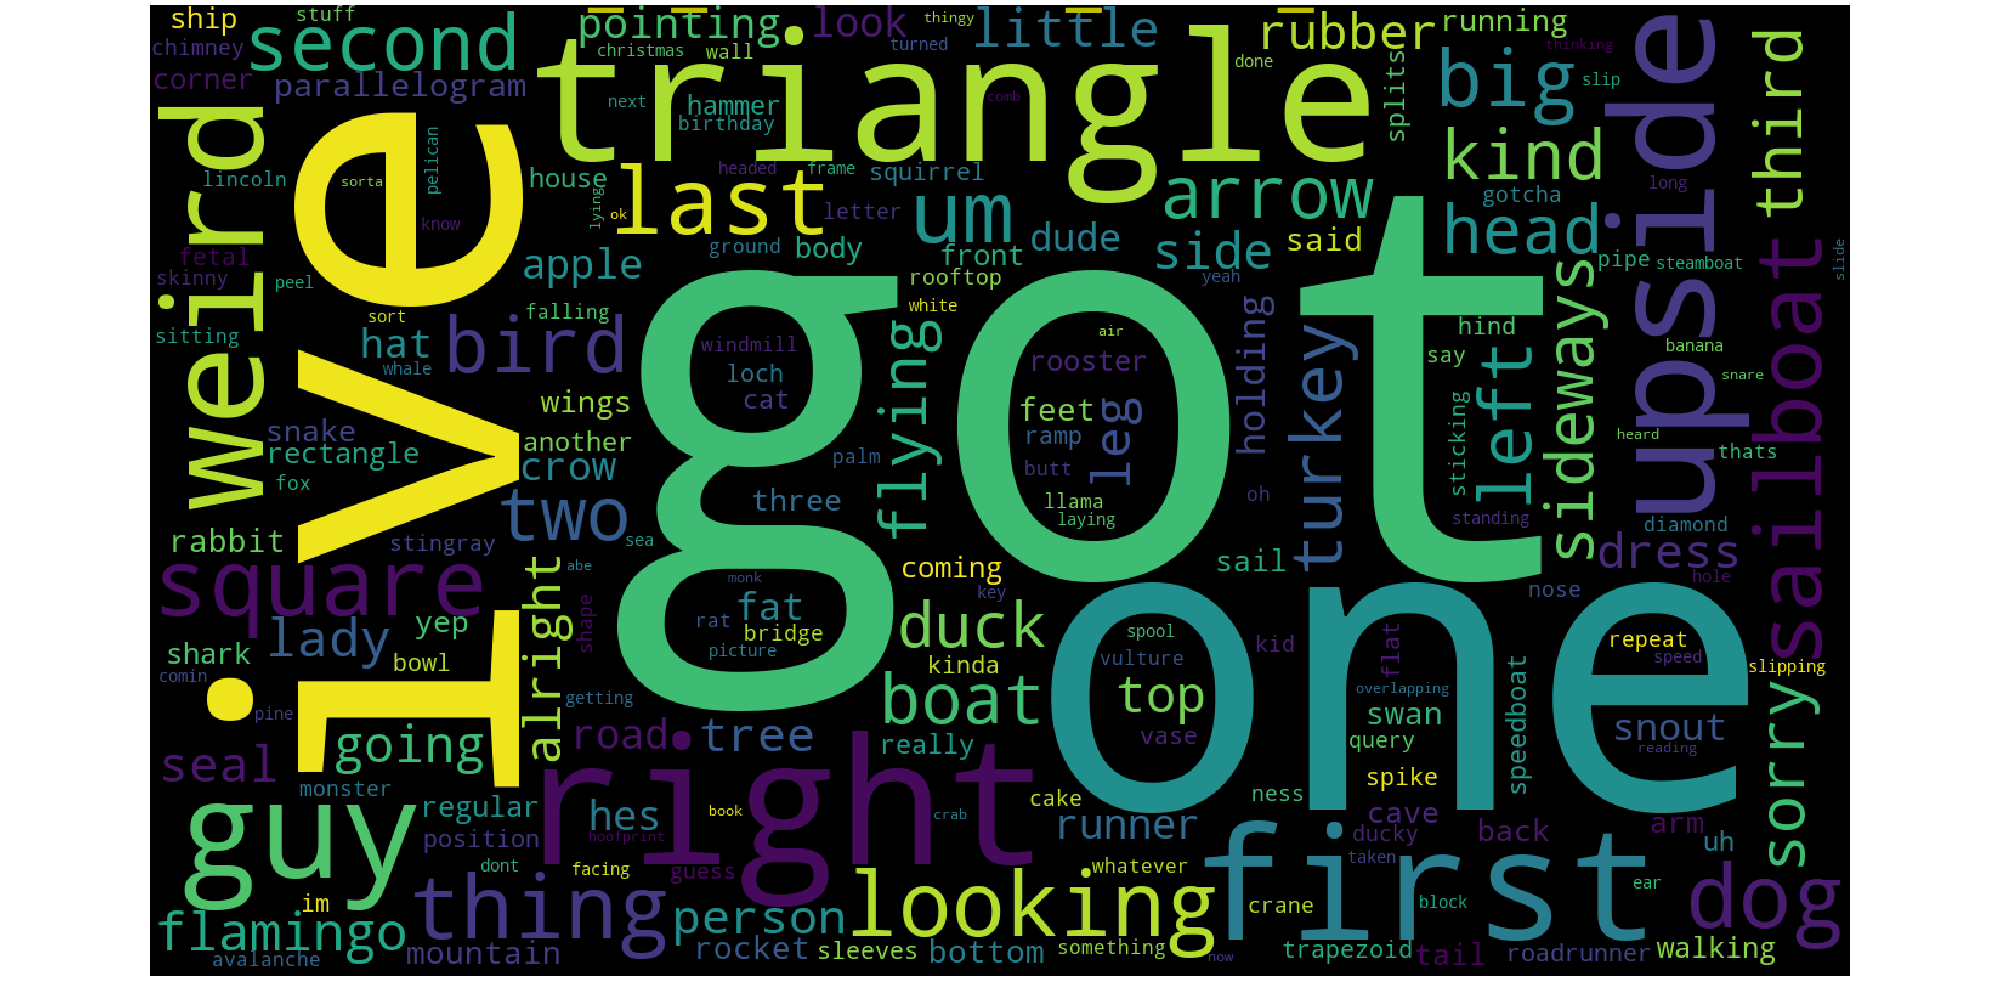 ship
stuff
pointing
look
thingy
little
rubber
running
chimney
second
christmas
wall
turned
thinking
corner
parallelogram
triangle
done
splits
big
slip
upside
third
next
hammer
comb
birthday
weird
i've
pelican
kind
lincoln
sorta
house
lying
last
headed
frame
squirrel
arrow
gotcha
long
know
ok
letter
um
dude
head
fetal
skinny
peel
apple
ground
body
front
side
said
pipe
steamboat
slide
rooftop
yeah
sort
falling
white
sitting
hat
bird
flying
air
holding
hind
sideways
whale
windmill
rooster
turkey
say
left
banana
loch
snare
cat
wings
feet
leg
sailboat
snake
another
ramp
heard
rectangle
crow
palm
butt
sticking
thats
fox
two
three
got
llama
oh
laying
standing
diamond
rabbit
stingray
sea
dress
square
alright
abe
coming
sail
hole
monk
key
nose
shape
fat
lady
yep
rat
bridge
duck
spool
kid
flat
repeat
shark
bowl
picture
kinda
vulture
one
speed
slipping
comin
getting
boat
top
overlapping
speedboat
sorry
pine
road
tree
swan
snout
seal
going
really
vase
query
reading
monster
right
spike
guy
regular
hes
book
crab
cake
ness
cave
position
hoofprint
runner
first
ducky
back
arm
uh
dont
facing
guess
whatever
taken
im
thing
person
looking
crane
block
ear
dog
flamingo
avalanche
mountain
rocket
sleeves
bottom
something
now
trapezoid
tail
roadrunner
walking